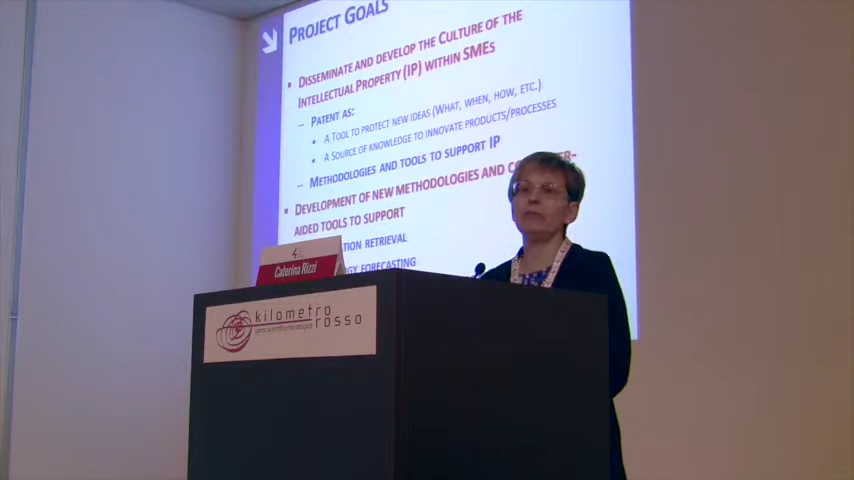 PROJECT GOALS
▪ DISSEMINATE AND DEVELOP THE CULTURE OF THE
INTELLECTUAL PROPERTY (IP) WITHIN SMES
– PATENT AS:
▪ A TOOL TO PROTECT NEW IDEAS (WHAT, WHEN, HOW, ETC.)
▪ A SOURCE OF KNOWLEDGE TO INNOVATE PRODUCTS/PROCESSES
– METHODOLOGIES AND TOOLS TO SUPPORT IP
▪ DEVELOPMENT OF NEW METHODOLOGIES AND
AIDED TOOLS TO SUPPORT
RETRIEVAL
FORECASTING
Caterina Rizzi
kilometro
rosso